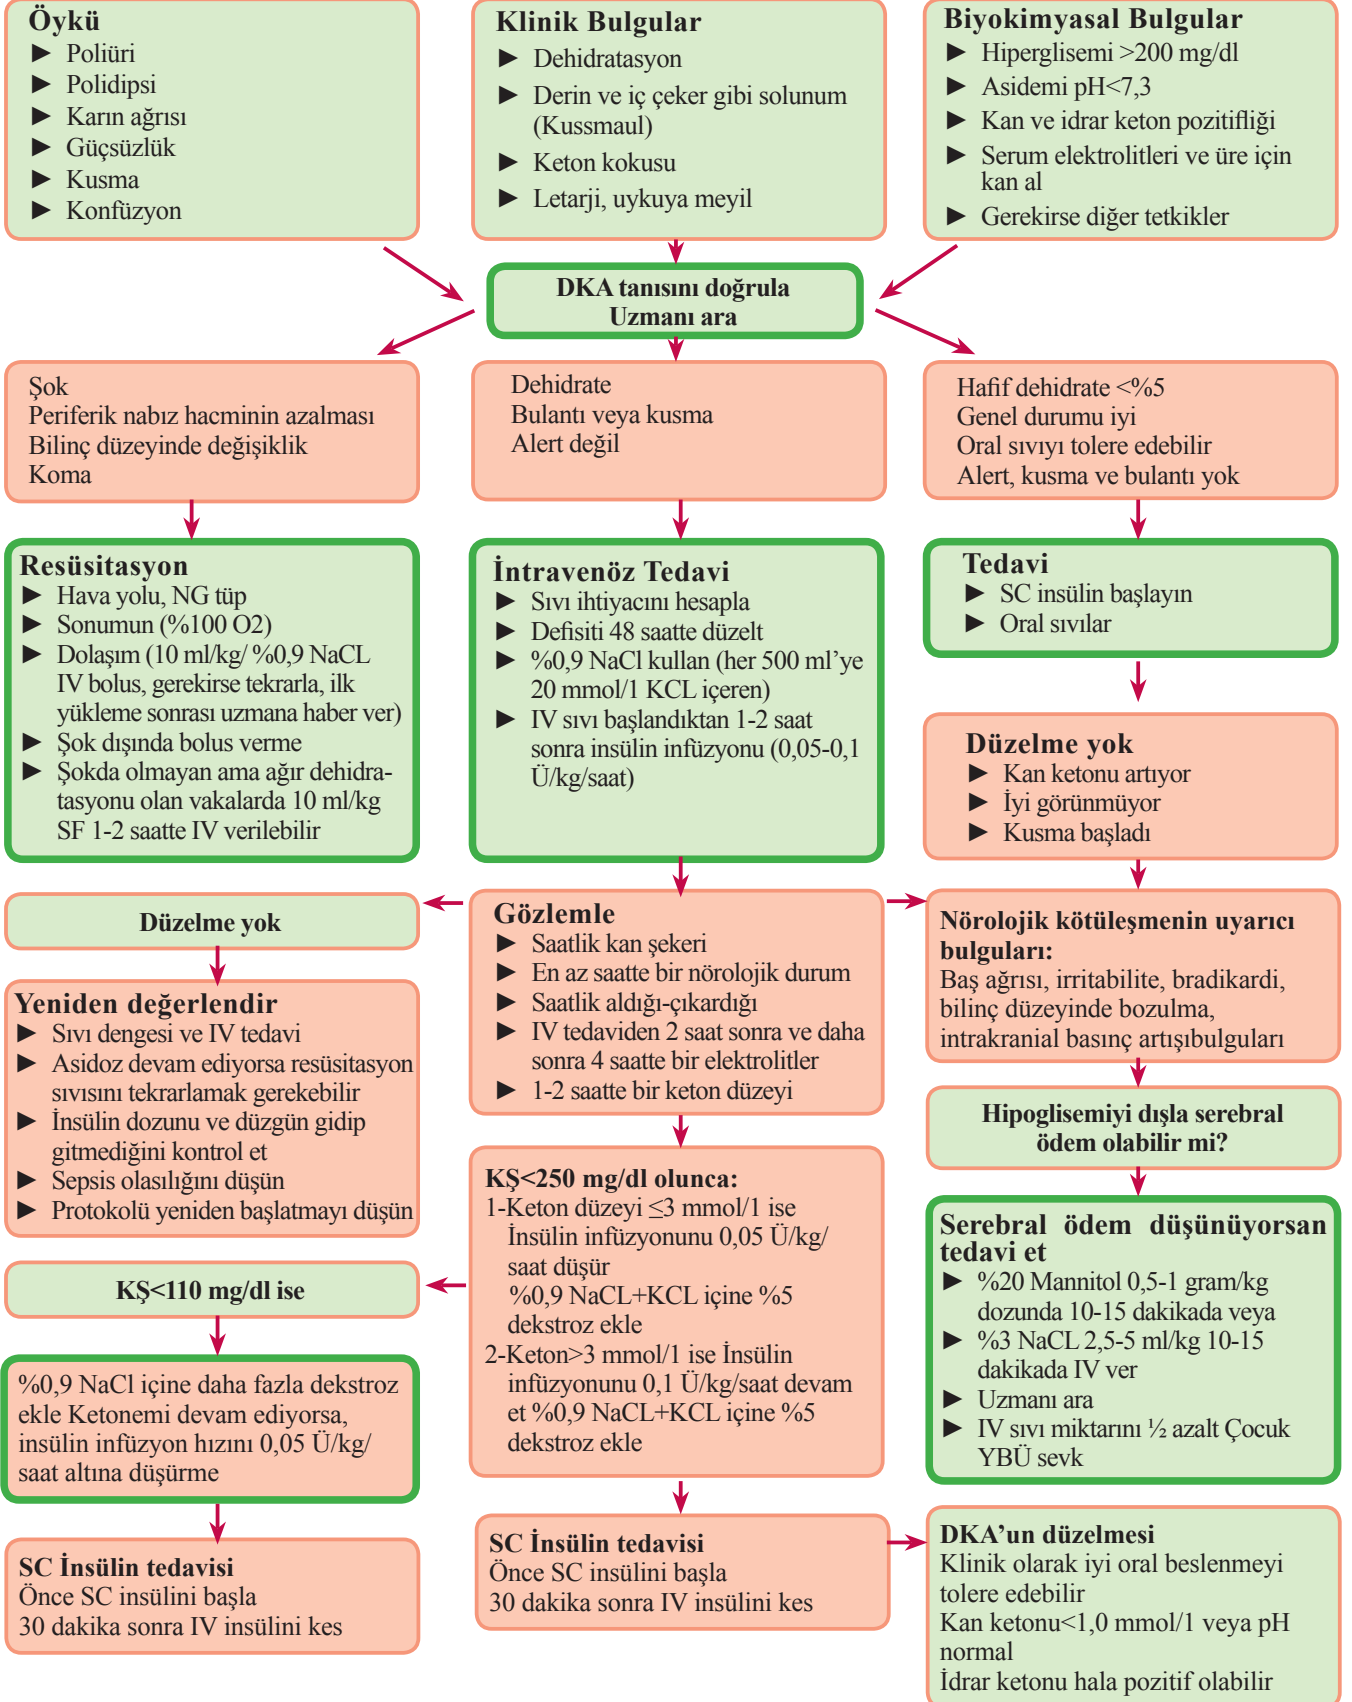 Öykü
► Poliüri
► Polidipsi
► Karın ağrısı
► Güçsüzlük
► Kusma
► Konfüzyon
Klinik Bulgular
► Dehidratasyon
► Derin ve iç çeker gibi solunum
(Kussmaul)
► Keton kokusu
► Letarji, uykuya meyil
Biyokimyasal Bulgular
► Hiperglisemi >200 mg/dl
► Asidemi pH<7,3
► Kan ve idrar keton pozitifliği
► Serum elektrolitleri ve üre için
kan al
► Gerekirse diğer tetkikler
DKA tanısını doğrula
Uzmanı ara
Şok
Periferik nabız hacminin azalması
Bilinç düzeyinde değişiklik
Koma
Dehidrate
Bulantı veya kusma
Alert değil
Hafif dehidrate <%5
Genel durumu iyi
Oral sıvıyı tolere edebilir
Alert, kusma ve bulantı yok
Resüsitasyon
► Hava yolu, NG tüp
► Sonumun (%100 O2)
► Dolaşım (10 ml/kg/ %0,9 NaCL
IV bolus, gerekirse tekrarla, ilk
yükleme sonrası uzmana haber ver)
► Şok dışında bolus verme
► Şokda olmayan ama ağır dehidra-
tasyonu olan vakalarda 10 ml/kg
SF 1-2 saatte IV verilebilir
İntravenöz Tedavi
► Sıvı ihtiyacını hesapla
► Defisiti 48 saatte düzelt
► %0,9 NaCl kullan (her 500 ml’ye
20 mmol/1 KCL içeren)
► IV sıvı başlandıktan 1-2 saat
sonra insülin infüzyonu (0,05-0,1
Ü/kg/saat)
Tedavi
► SC insülin başlayın
► Oral sıvılar
Düzelme yok
► Kan ketonu artıyor
► İyi görünmüyor
► Kusma başladı
Düzelme yok
Yeniden değerlendir
► Sıvı dengesi ve IV tedavi
► Asidoz devam ediyorsa resüsitasyon
sıvısını tekrarlamak gerekebilir
► İnsülin dozunu ve düzgün gidip
gitmediğini kontrol et
► Sepsis olasılığını düşün
► Protokolü yeniden başlatmayı düşün
Gözlemle
► Saatlik kan şekeri
► En az saatte bir nörolojik durum
► Saatlik aldığı-çıkardığı
► IV tedaviden 2 saat sonra ve daha
sonra 4 saatte bir elektrolitler
► 1-2 saatte bir keton düzeyi
Nörolojik kötüleşmenin uyarıcı
bulguları:
Baş ağrısı, irritabilite, bradikardi,
bilinç düzeyinde bozulma,
intrakranial basınç artışıbulguları
Hipoglisemiyi dışla serebral
ödem olabilir mi?
KŞ<250 mg/dl olunca:
1-Keton düzeyi ≤3 mmol/1 ise
İnsülin infüzyonunu 0,05 Ü/kg/
saat düşür
%0,9 NaCL+KCL içine %5
dekstroz ekle
2-Keton>3 mmol/1 ise İnsülin
infüzyonunu 0,1 Ü/kg/saat devam
et %0,9 NaCL+KCL içine %5
dekstroz ekle
Serebral ödem düşünüyorsan
tedavi et
► %20 Mannitol 0,5-1 gram/kg
dozunda 10-15 dakikada veya
► %3 NaCL 2,5-5 ml/kg 10-15
dakikada IV ver
► Uzmanı ara
► IV sıvı miktarını ½ azalt Çocuk
YBÜ sevk
KŞ<110 mg/dl ise
%0,9 NaCl içine daha fazla dekstroz
ekle Ketonemi devam ediyorsa,
insülin infüzyon hızını 0,05 Ü/kg/
saat altına düşürme
SC İnsülin tedavisi
Önce SC insülini başla
30 dakika sonra IV insülini kes
SC İnsülin tedavisi
Önce SC insülini başla
30 dakika sonra IV insülini kes
DKA’un düzelmesi
Klinik olarak iyi oral beslenmeyi
tolere edebilir
Kan ketonu<1,0 mmol/1 veya pH
normal
İdrar ketonu hala pozitif olabilir